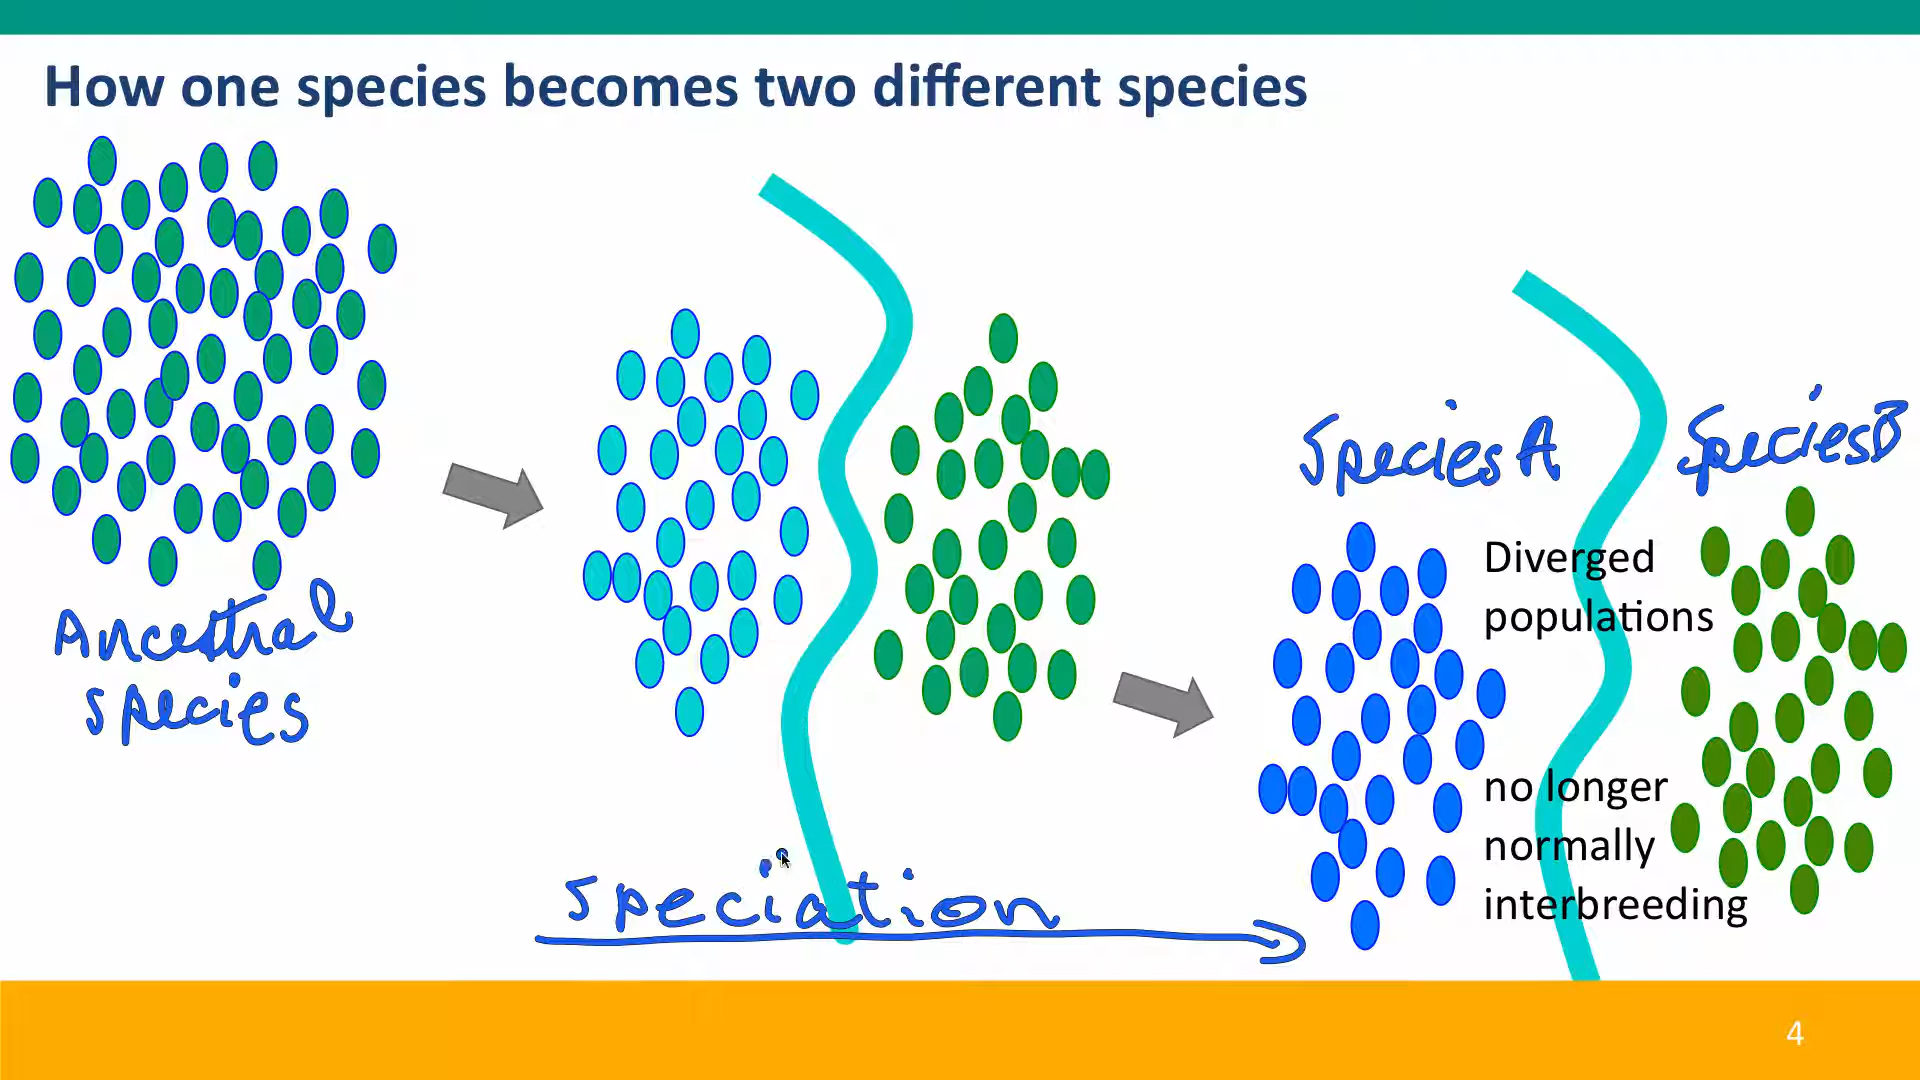 How one species becomes two different species
Ancestral
species
Species A
Species B
Diverged
populations
no longer
normally
interbreeding
speciation
4